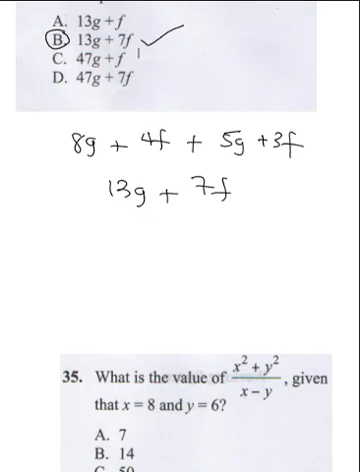 A. 13g + f
B. 13g + 7f
C. 47g + f
D. 47g + 7f
8g + 4f + 5g + 3f
13g + 7f
35. What is the value of (x² + y²)/(x − y), given
that x = 8 and y = 6?
A. 7
B. 14
C. 50